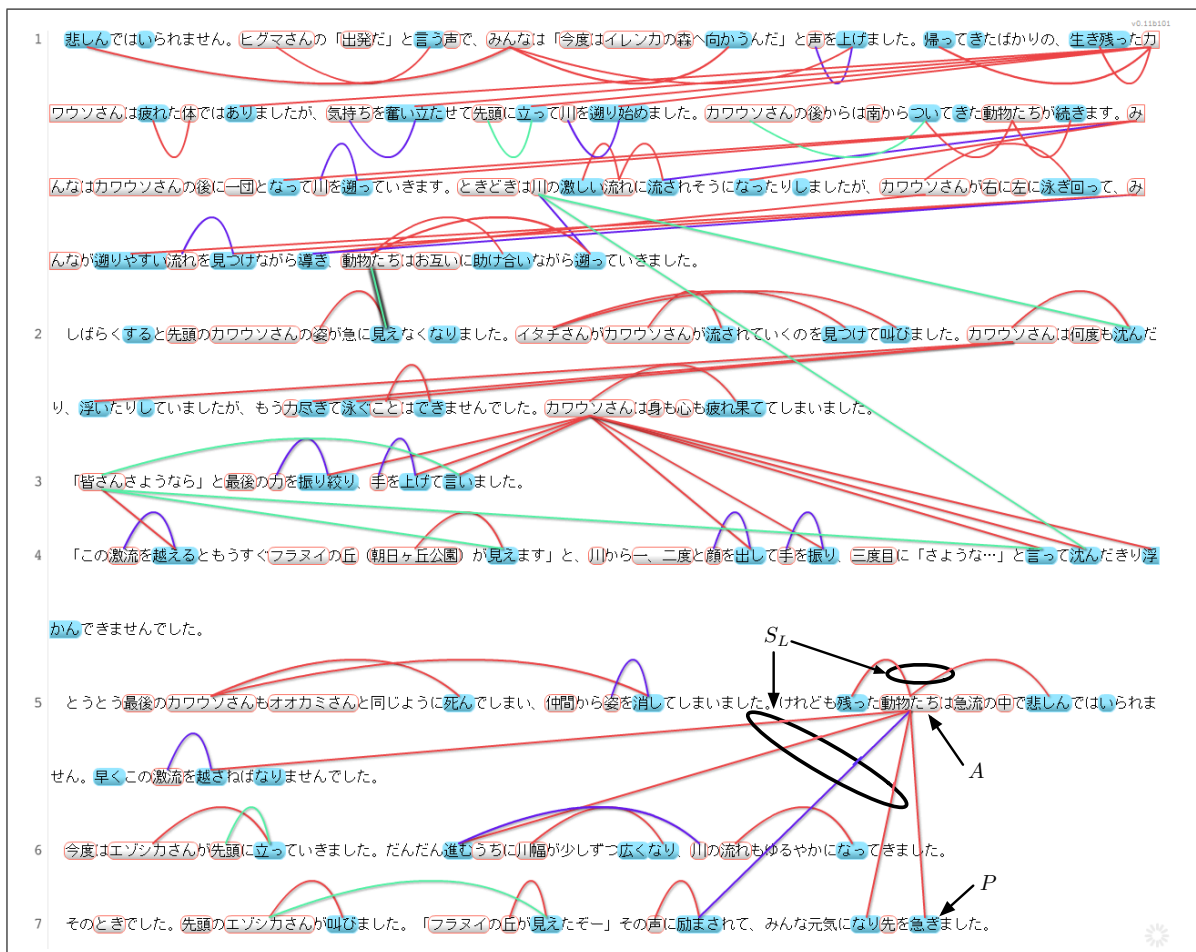 v0.11b101
1 悲しんではいられません。ヒグマさんの「出発だ」と言う声で、みんなは「今度はイレンカの森へ向かうんだ」と声を上げました。帰ってきたばかりの、生き残ったカ
ワウソさんは疲れた体ではありましたが、気持ちを奮い立たせて先頭に立って川を遡り始めました。カワウソさんの後からは南からついてきた動物たちが続きます。み
んなはカワウソさんの後に一団となって川を遡っていきます。ときどきは川の激しい流れに流されそうになったりしましたが、カワウソさんが右に左に泳ぎ回って、み
んなが遡りやすい流れを見つけながら導き、動物たちはお互いに助け合いながら遡っていきました。
2 しばらくすると先頭のカワウソさんの姿が急に見えなくなりました。イタチさんがカワウソさんが流されていくのを見つけて叫びました。カワウソさんは何度も沈んだ
り、浮いたりしていましたが、もう力尽きて泳ぐことはできませんでした。カワウソさんは身も心も疲れ果ててしまいました。
3 「皆さんさようなら」と最後の力を振り絞り、手を上げて言いました。
4 「この激流を越えるともうすぐフラヌイの丘（朝日ヶ丘公園）が見えます」と、川から一、二度と顔を出して手を振り、三度目に「さような…」と言って沈んだきり浮
かんできませんでした。
S_L
5 とうとう最後のカワウソさんもオオカミさんと同じように死んでしまい、仲間から姿を消してしまいました。けれども残った動物たちは急流の中で悲しんではいられま
せん。早くこの激流を越さねばなりませんでした。
A
6 今度はエゾシカさんが先頭に立っていきました。だんだん進むうちに川幅が少しずつ広くなり、川の流れもゆるやかになってきました。
P
7 そのときでした。先頭のエゾシカさんが叫びました。「フラヌイの丘が見えたぞー」その声に励まされて、みんな元気になり先を急ぎました。